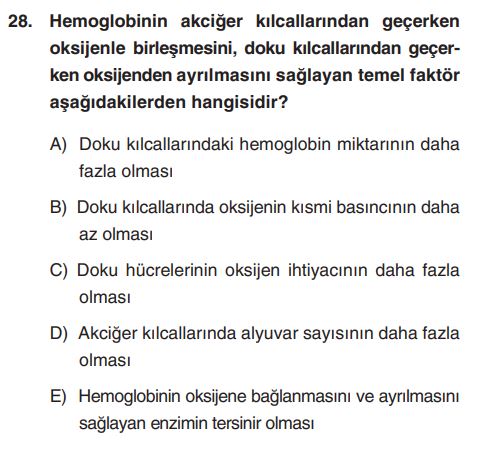 28. Hemoglobinin akciğer kılcallarından geçerken
oksijenle birleşmesini, doku kılcallarından geçer-
ken oksijenden ayrılmasını sağlayan temel faktör
aşağıdakilerden hangisidir?
A) Doku kılcallarındaki hemoglobin miktarının daha
fazla olması
B) Doku kılcallarında oksijenin kısmi basıncının daha
az olması
C) Doku hücrelerinin oksijen ihtiyacının daha fazla
olması
D) Akciğer kılcallarında alyuvar sayısının daha fazla
olması
E) Hemoglobinin oksijene bağlanmasını ve ayrılmasını
sağlayan enzimin tersinir olması